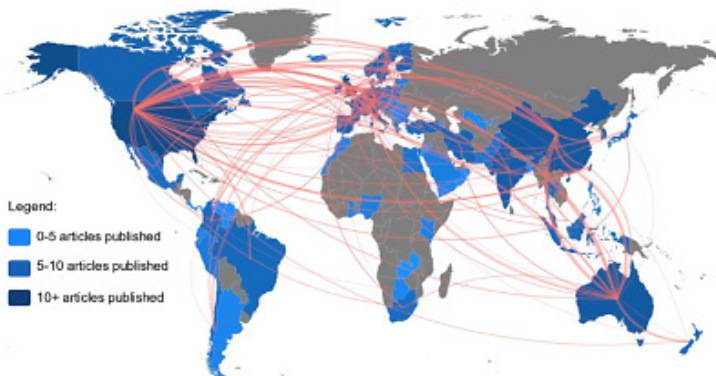 Legend:
0-5 articles published
5-10 articles published
10+ articles published